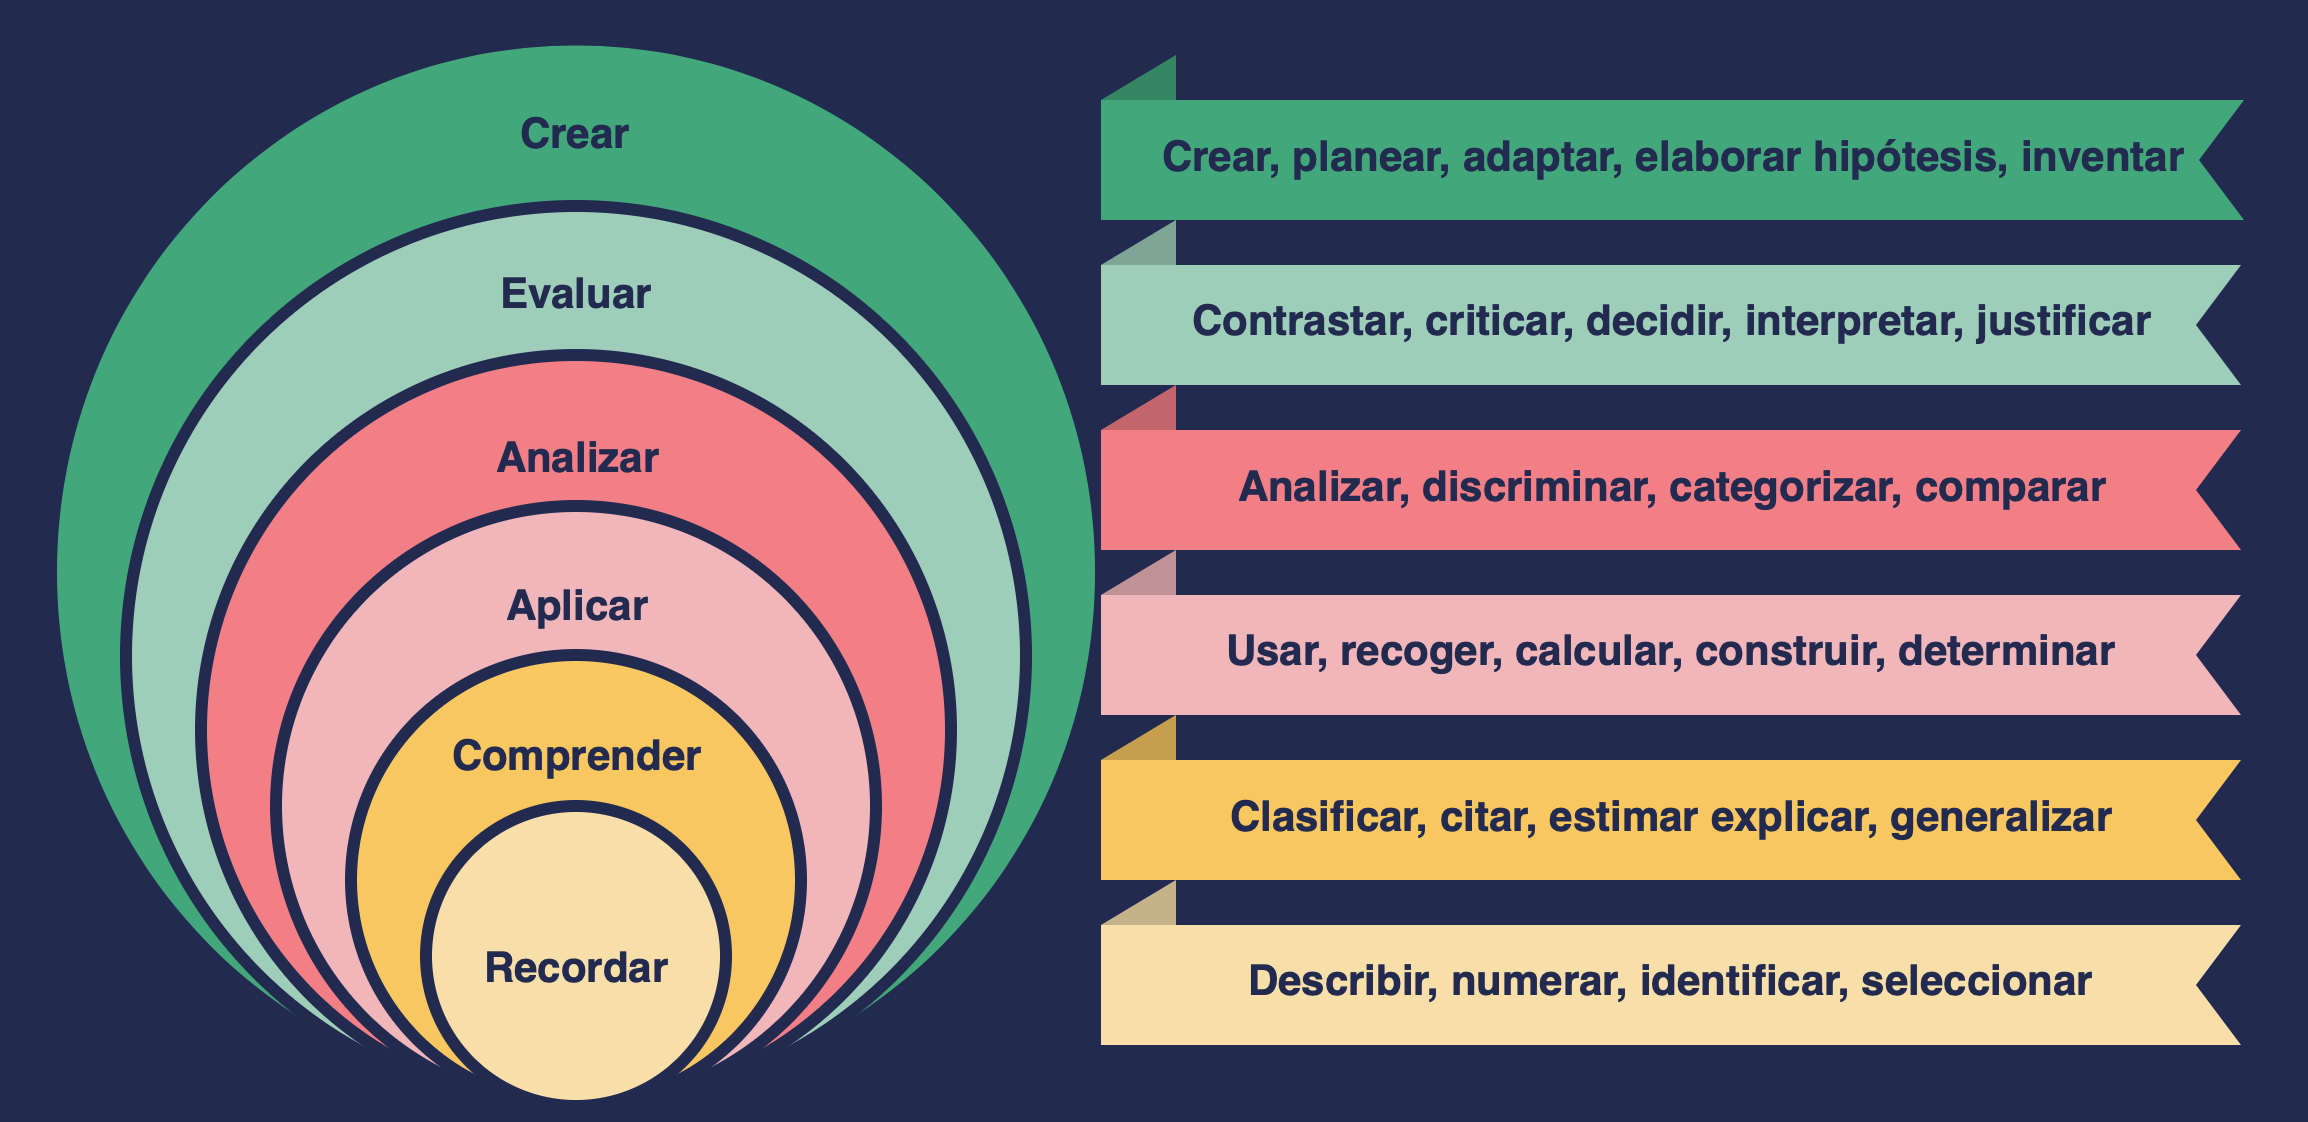 Crear
Evaluar
Analizar
Aplicar
Comprender
Recordar
Crear, planear, adaptar, elaborar hipótesis, inventar
Contrastar, criticar, decidir, interpretar, justificar
Analizar, discriminar, categorizar, comparar
Usar, recoger, calcular, construir, determinar
Clasificar, citar, estimar explicar, generalizar
Describir, numerar, identificar, seleccionar